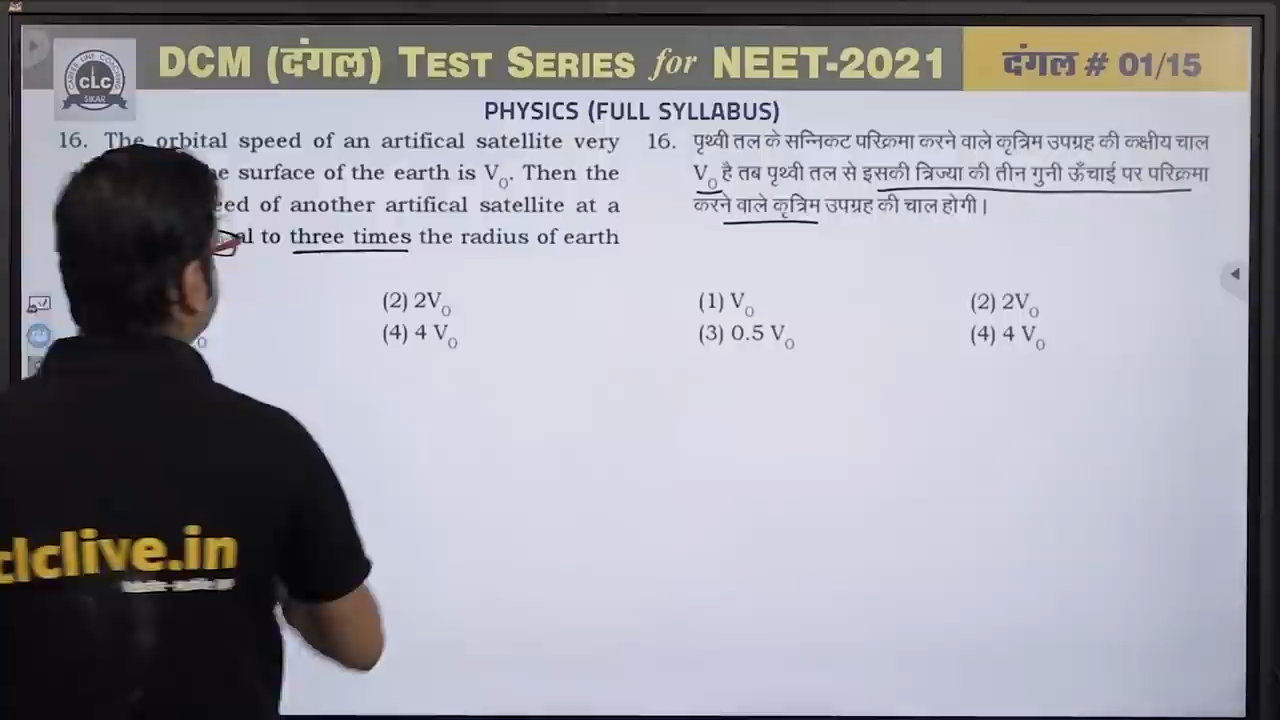 DCM (दंगल) TEST SERIES for NEET-2021
दंगल # 01/15
CLC
SIKAR
PHYSICS (FULL SYLLABUS)
16. The orbital speed of an artifical satellite very
surface of the earth is V0. Then the
of another artifical satellite at a
to three times the radius of earth
(2) 2V0
(4) 4 V0
16. पृथ्वी तल के सन्निकट परिक्रमा करने वाले कृत्रिम उपग्रह की कक्षीय चाल
V0 है तब पृथ्वी तल से इसकी त्रिज्या की तीन गुनी ऊँचाई पर परिक्रमा
करने वाले कृत्रिम उपग्रह की चाल होगी।
(1) V0
(2) 2V0
(3) 0.5 V0
(4) 4 V0
clclive.in